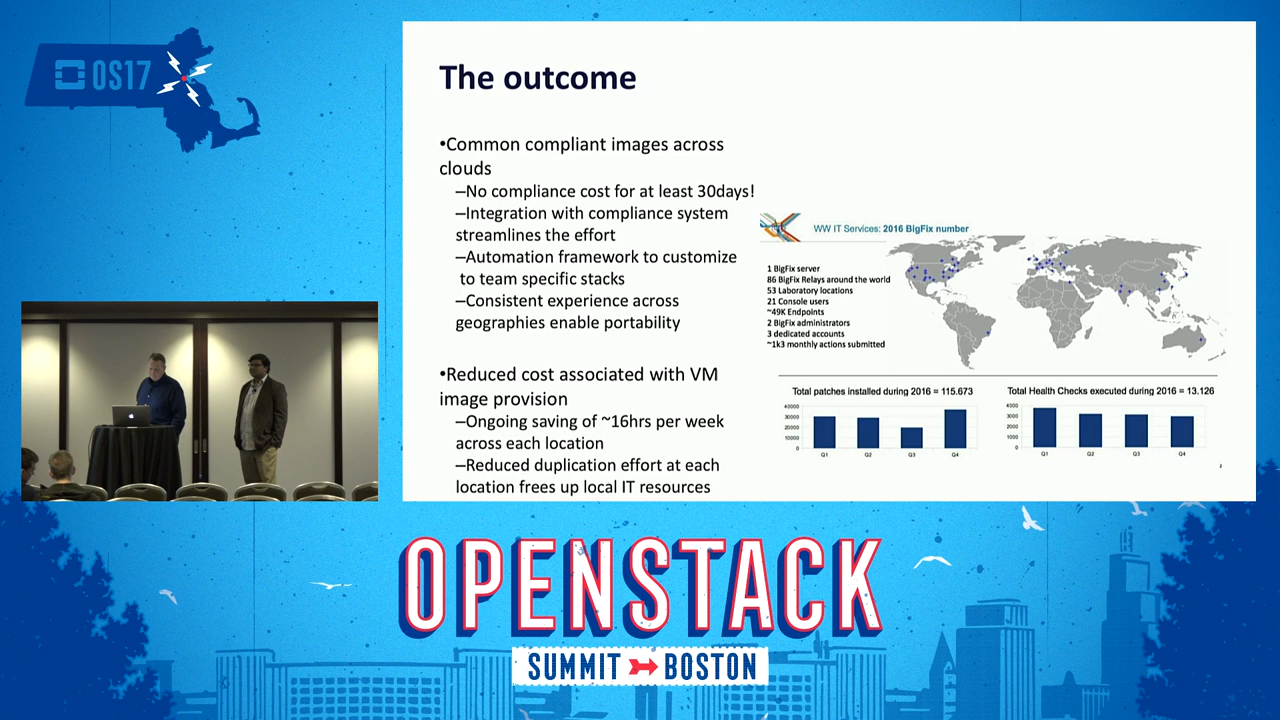 OS17
The outcome
•Common compliant images across
clouds
–No compliance cost for at least 30days!
–Integration with compliance system
streamlines the effort
–Automation framework to customize
to team specific stacks
–Consistent experience across
geographies enable portability
•Reduced cost associated with VM
image provision
–Ongoing saving of ~16hrs per week
across each location
–Reduced duplication effort at each
location frees up local IT resources
WW IT Services: 2016 BigFix number
1 BigFix server
86 BigFix Relays around the world
53 Laboratory locations
21 Console users
~49K Endpoints
2 BigFix administrators
3 dedicated accounts
~1k3 monthly actions submitted
Total patches installed during 2016 = 115.673
40000
30000
20000
10000
0
Q1 Q2 Q3 Q4
Total Health Checks executed during 2016 = 13.126
4000
3000
2000
1000
0
Q1 Q2 Q3 Q4
OPENSTACK
SUMMIT BOSTON